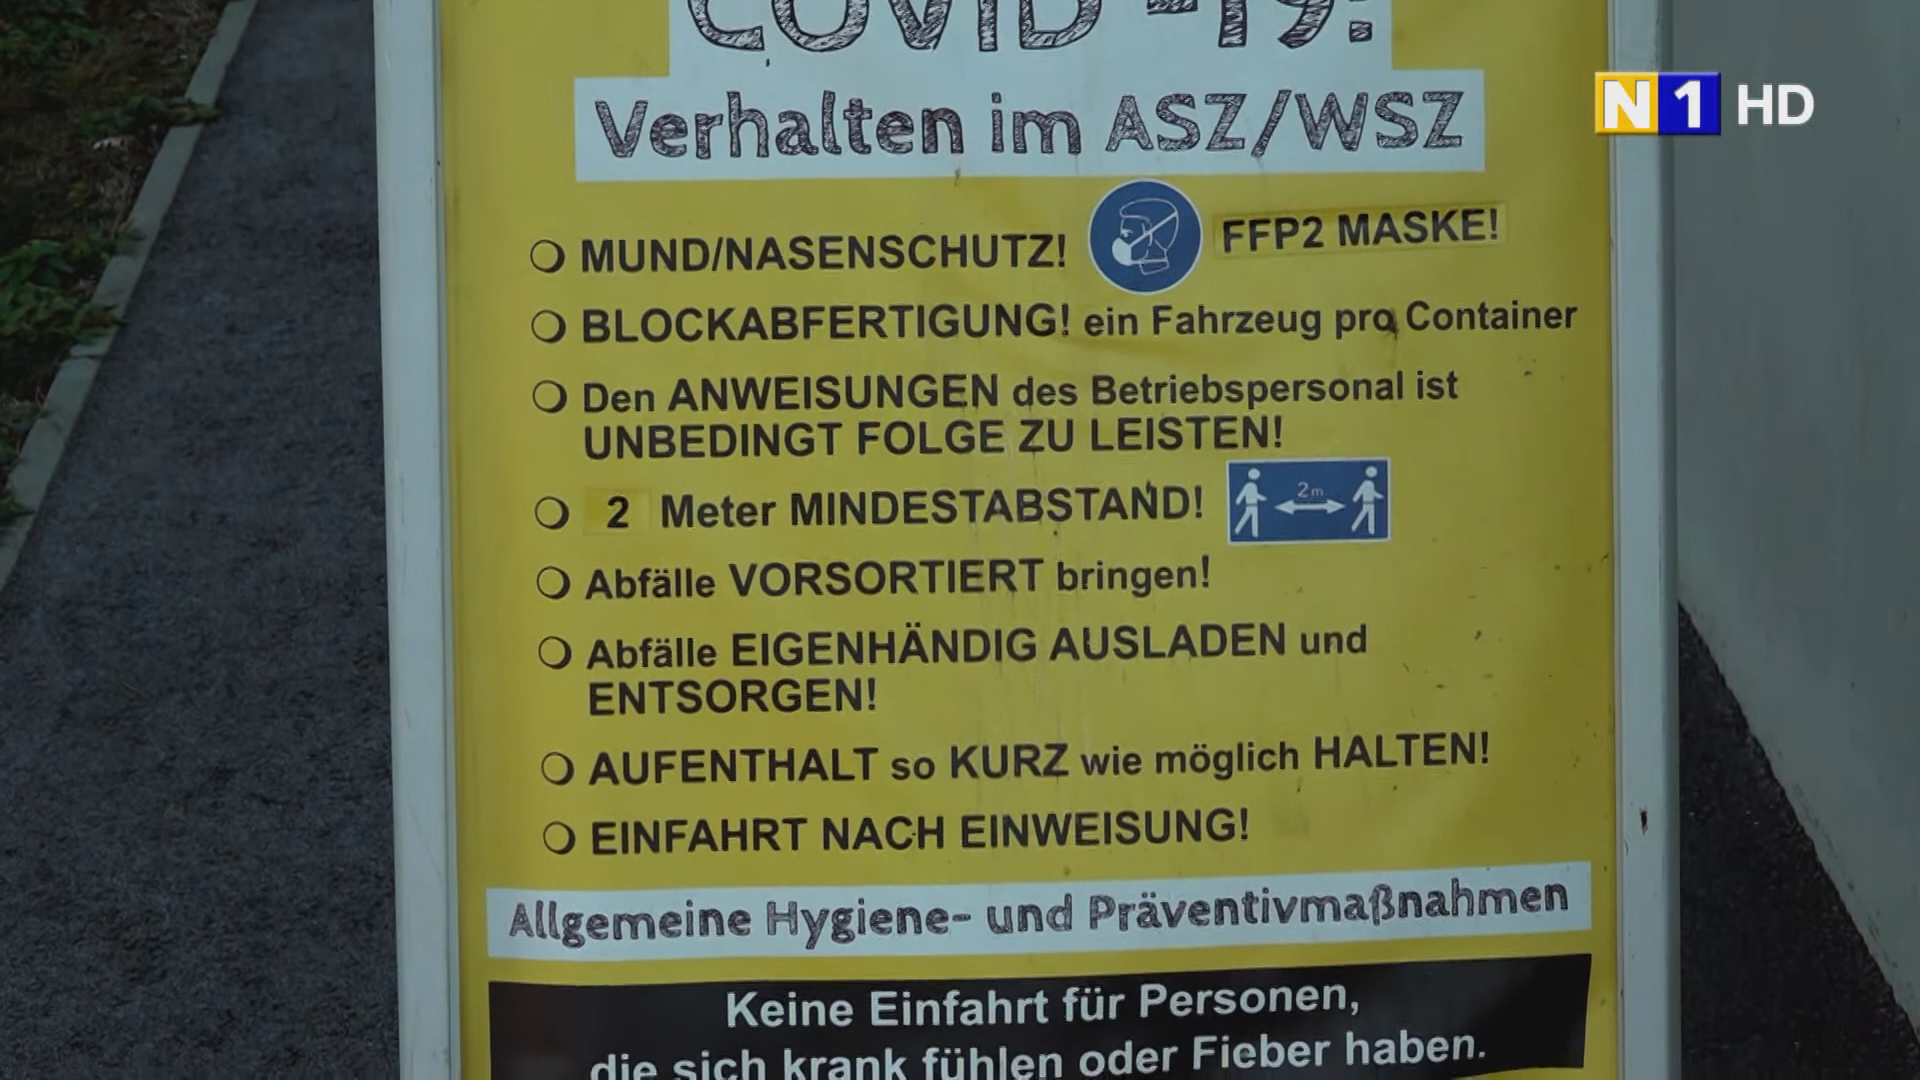 COVID-19:
Verhalten im ASZ/WSZ
N1 HD
MUND/NASENSCHUTZ! FFP2 MASKE!
BLOCKABFERTIGUNG! ein Fahrzeug pro Container
Den ANWEISUNGEN des Betriebspersonal ist
UNBEDINGT FOLGE ZU LEISTEN!
2 Meter MINDESTABSTAND! 2m
Abfälle VORSORTIERT bringen!
Abfälle EIGENHÄNDIG AUSLADEN und
ENTSORGEN!
AUFENTHALT so KURZ wie möglich HALTEN!
EINFAHRT NACH EINWEISUNG!
Allgemeine Hygiene- und Präventivmaßnahmen
Keine Einfahrt für Personen,
die sich krank fühlen oder Fieber haben.